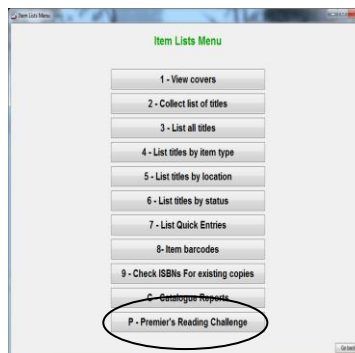 Item Lists Menu
Item Lists Menu
1 - View covers
2 - Collect list of titles
3 - List all titles
4 - List titles by item type
5 - List titles by location
6 - List titles by status
7 - List Quick Entries
8- Item barcodes
9 - Check ISBNs For existing copies
C - Catalogue Reports
P - Premier's Reading Challenge
Go back